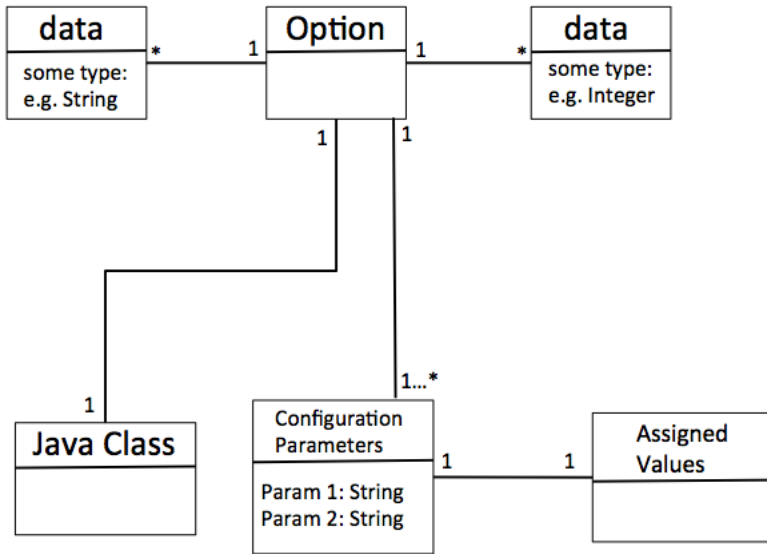 data
some type:
e.g. String
*
1
Option
1
*
data
some type:
e.g. Integer
1
1
1
Java Class
1...*
Configuration
Parameters
Param 1: String
Param 2: String
1
1
Assigned
Values